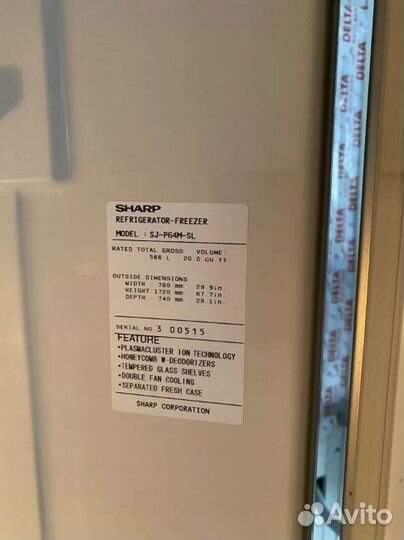 SHARP
REFRIGERATOR-FREEZER
MODEL : SJ-P64M-SL
RATED TOTAL GROSS VOLUME:
566 L 20.0 cu.ft.
OUTSIDE DIMENSIONS
WIDTH : 760 mm 29.9in.
HEIGHT : 1720 mm 67.7in.
DEPTH : 740 mm 29.1in.
SERIAL NO. 3 00515
FEATURE
•PLASMACLUSTER ION TECHNOLOGY
•HONEYCOMB W-DEODORIZERS
•TEMPERED GLASS SHELVES
•DOUBLE FAN COOLING
•SEPARATED FRESH CASE
SHARP CORPORATION
DELTA DELTA
DELTA
DELTA
Avito